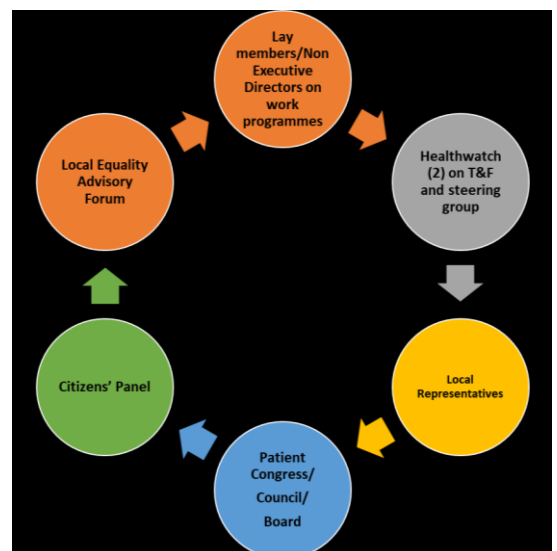 Lay
members/Non
Executive
Directors on
work
programmes
Healthwatch
(2) on T&F
and steering
group
Local
Representatives
Patient
Congress/
Council/
Board
Citizens’ Panel
Local Equality
Advisory
Forum